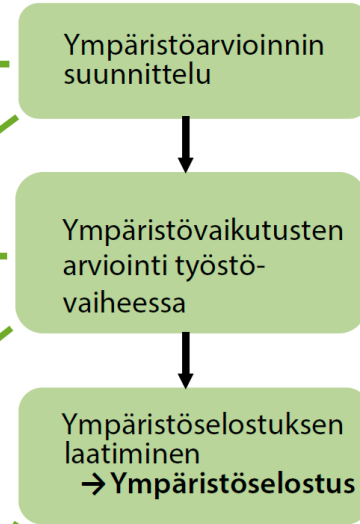 Ympäristöarvioinnin
suunnittelu
Ympäristövaikutusten
arviointi työstö-
vaiheessa
Ympäristöselostuksen
laatiminen
→ Ympäristöselostus